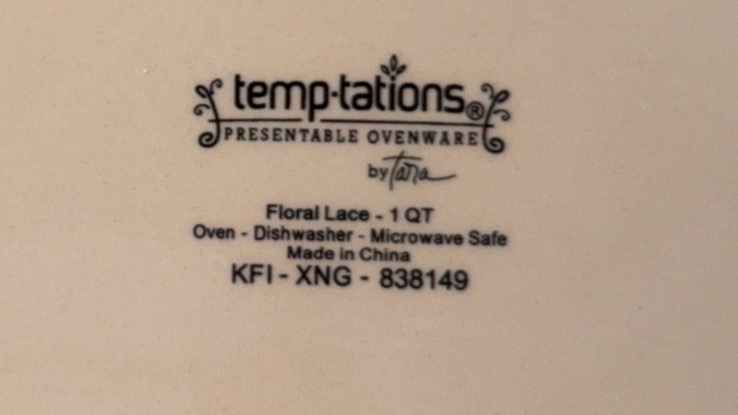 temp-tations®
PRESENTABLE OVENWARE
by Tara
Floral Lace - 1 QT
Oven - Dishwasher - Microwave Safe
Made in China
KFI - XNG - 838149